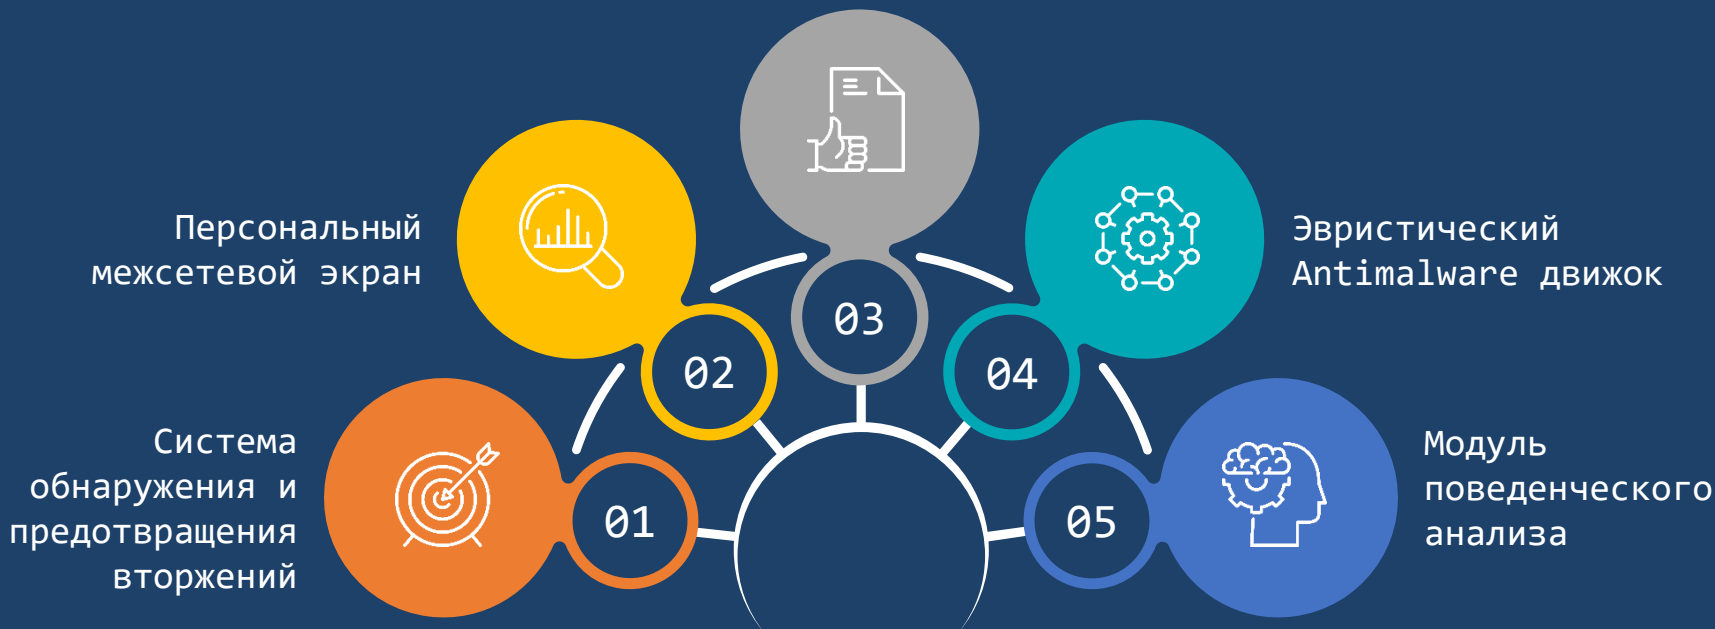 Система
обнаружения и
предотвращения
вторжений
01
Персональный
межсетевой экран
02
03
04
Эвристический
Antimalware движок
05
Модуль
поведенческого
анализа